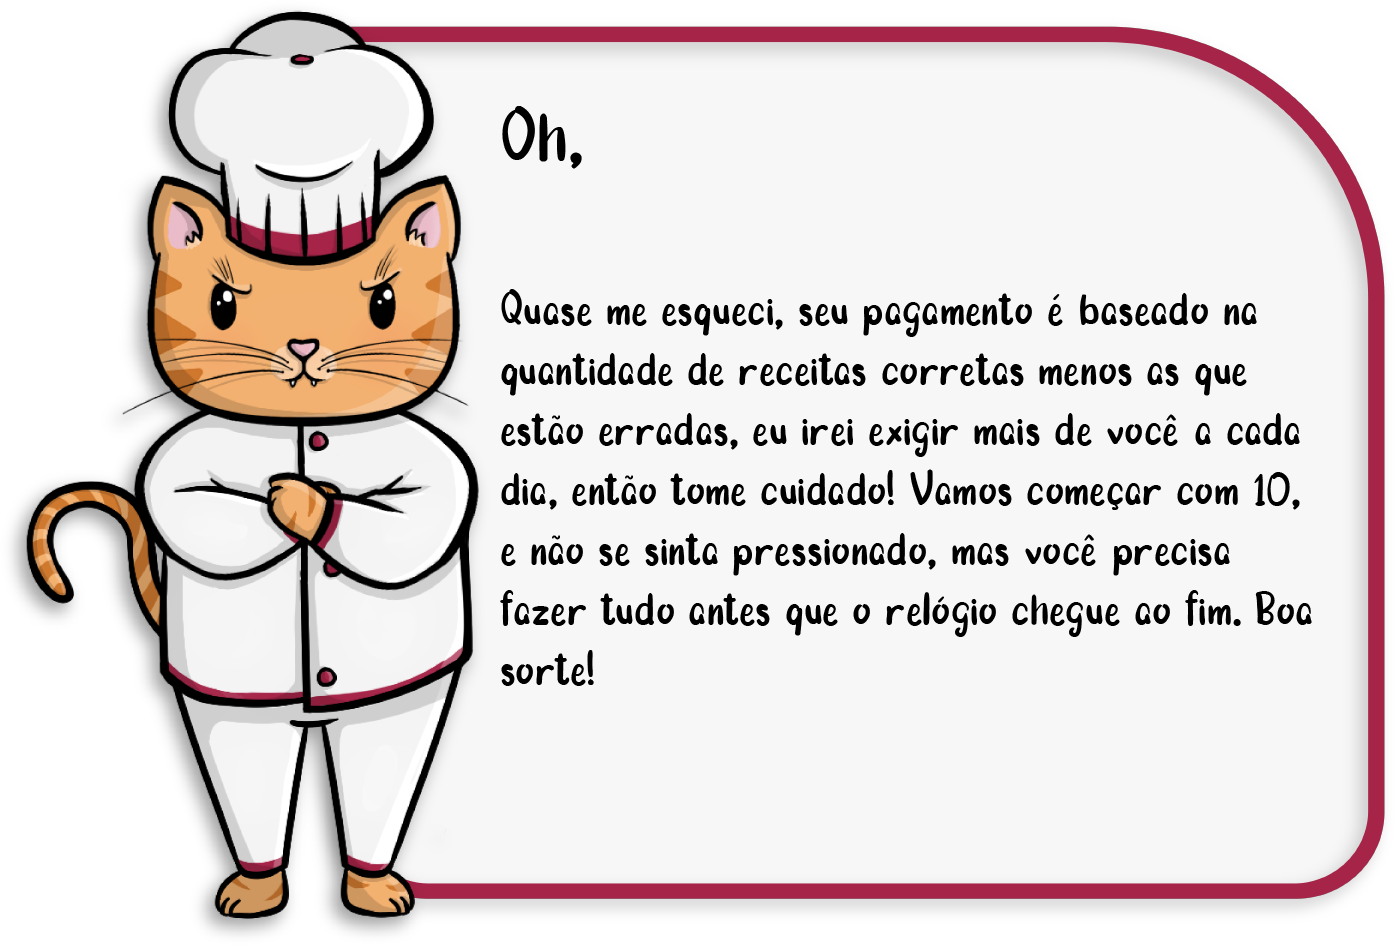 Oh,
Quase me esqueci, seu pagamento é baseado na
quantidade de receitas corretas menos as que
estão erradas, eu irei exigir mais de você a cada
dia, então tome cuidado! Vamos começar com 10,
e não se sinta pressionado, mas você precisa
fazer tudo antes que o relógio chegue ao fim. Boa
sorte!